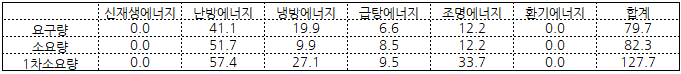 신재생에너지 난방에너지 냉방에너지 급탕에너지 조명에너지 환기에너지 합계
요구량 0.0 41.1 19.9 6.6 12.2 0.0 79.7
소요량 0.0 51.7 9.9 8.5 12.2 0.0 82.3
1차소요량 0.0 57.4 27.1 9.5 33.7 0.0 127.7